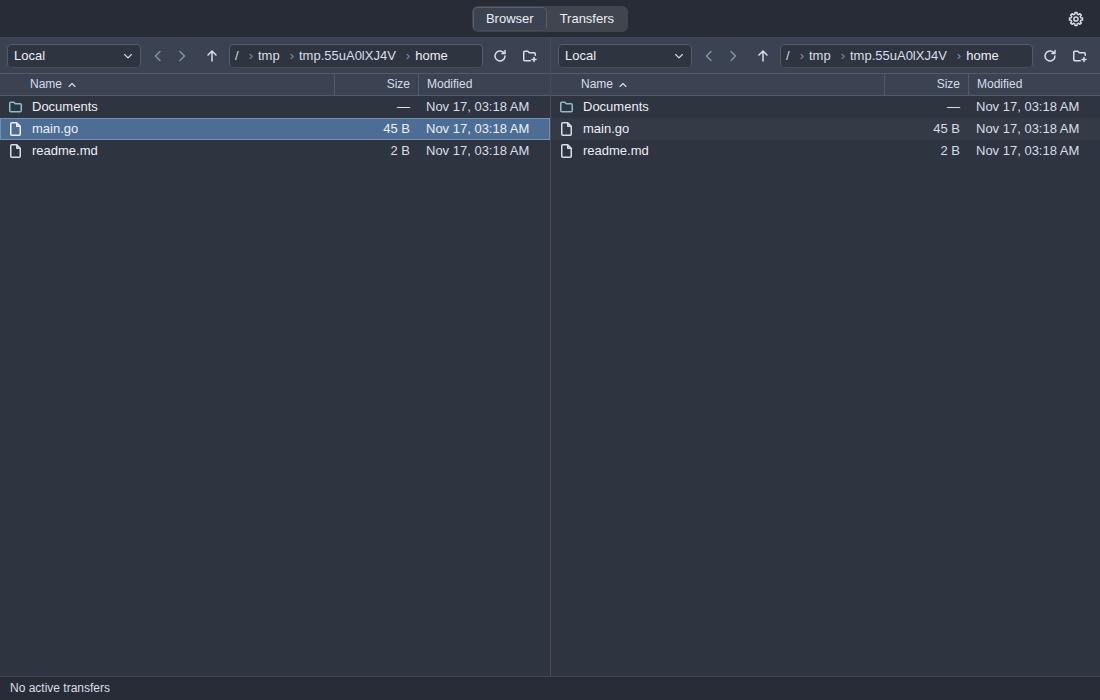 Browser Transfers
Local / › tmp › tmp.55uA0lXJ4V › home Local / › tmp › tmp.55uA0lXJ4V › home
Name Size Modified Name Size Modified
Documents — Nov 17, 03:18 AM Documents — Nov 17, 03:18 AM
main.go 45 B Nov 17, 03:18 AM main.go 45 B Nov 17, 03:18 AM
readme.md 2 B Nov 17, 03:18 AM readme.md 2 B Nov 17, 03:18 AM
No active transfers